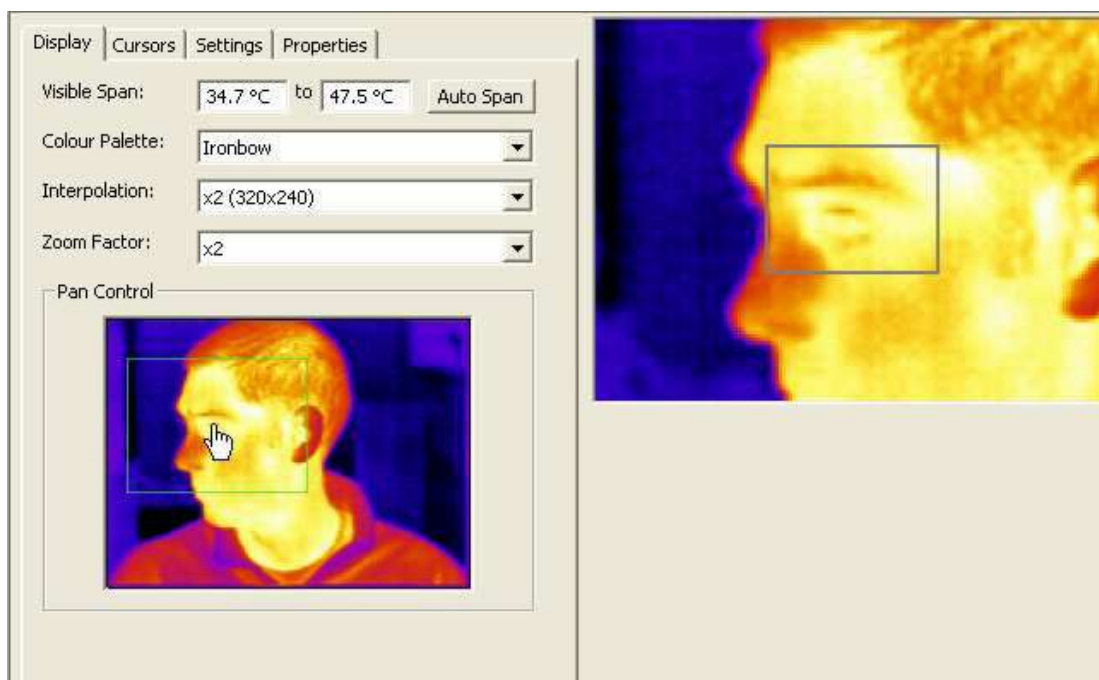 Display Cursors Settings Properties
Visible Span: 34.7 °C to 47.5 °C Auto Span
Colour Palette: Ironbow
Interpolation: x2 (320x240)
Zoom Factor: x2
Pan Control